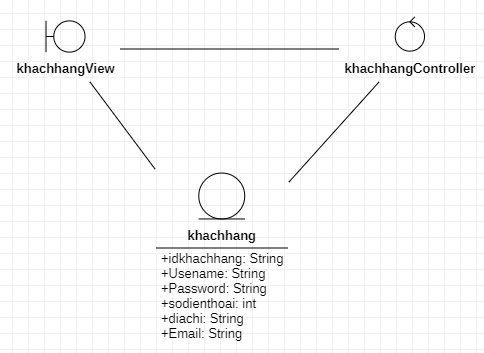 khachhangView
khachhangController
khachhang
+idkhachhang: String
+Usename: String
+Password: String
+sodienthoai: int
+diachi: String
+Email: String